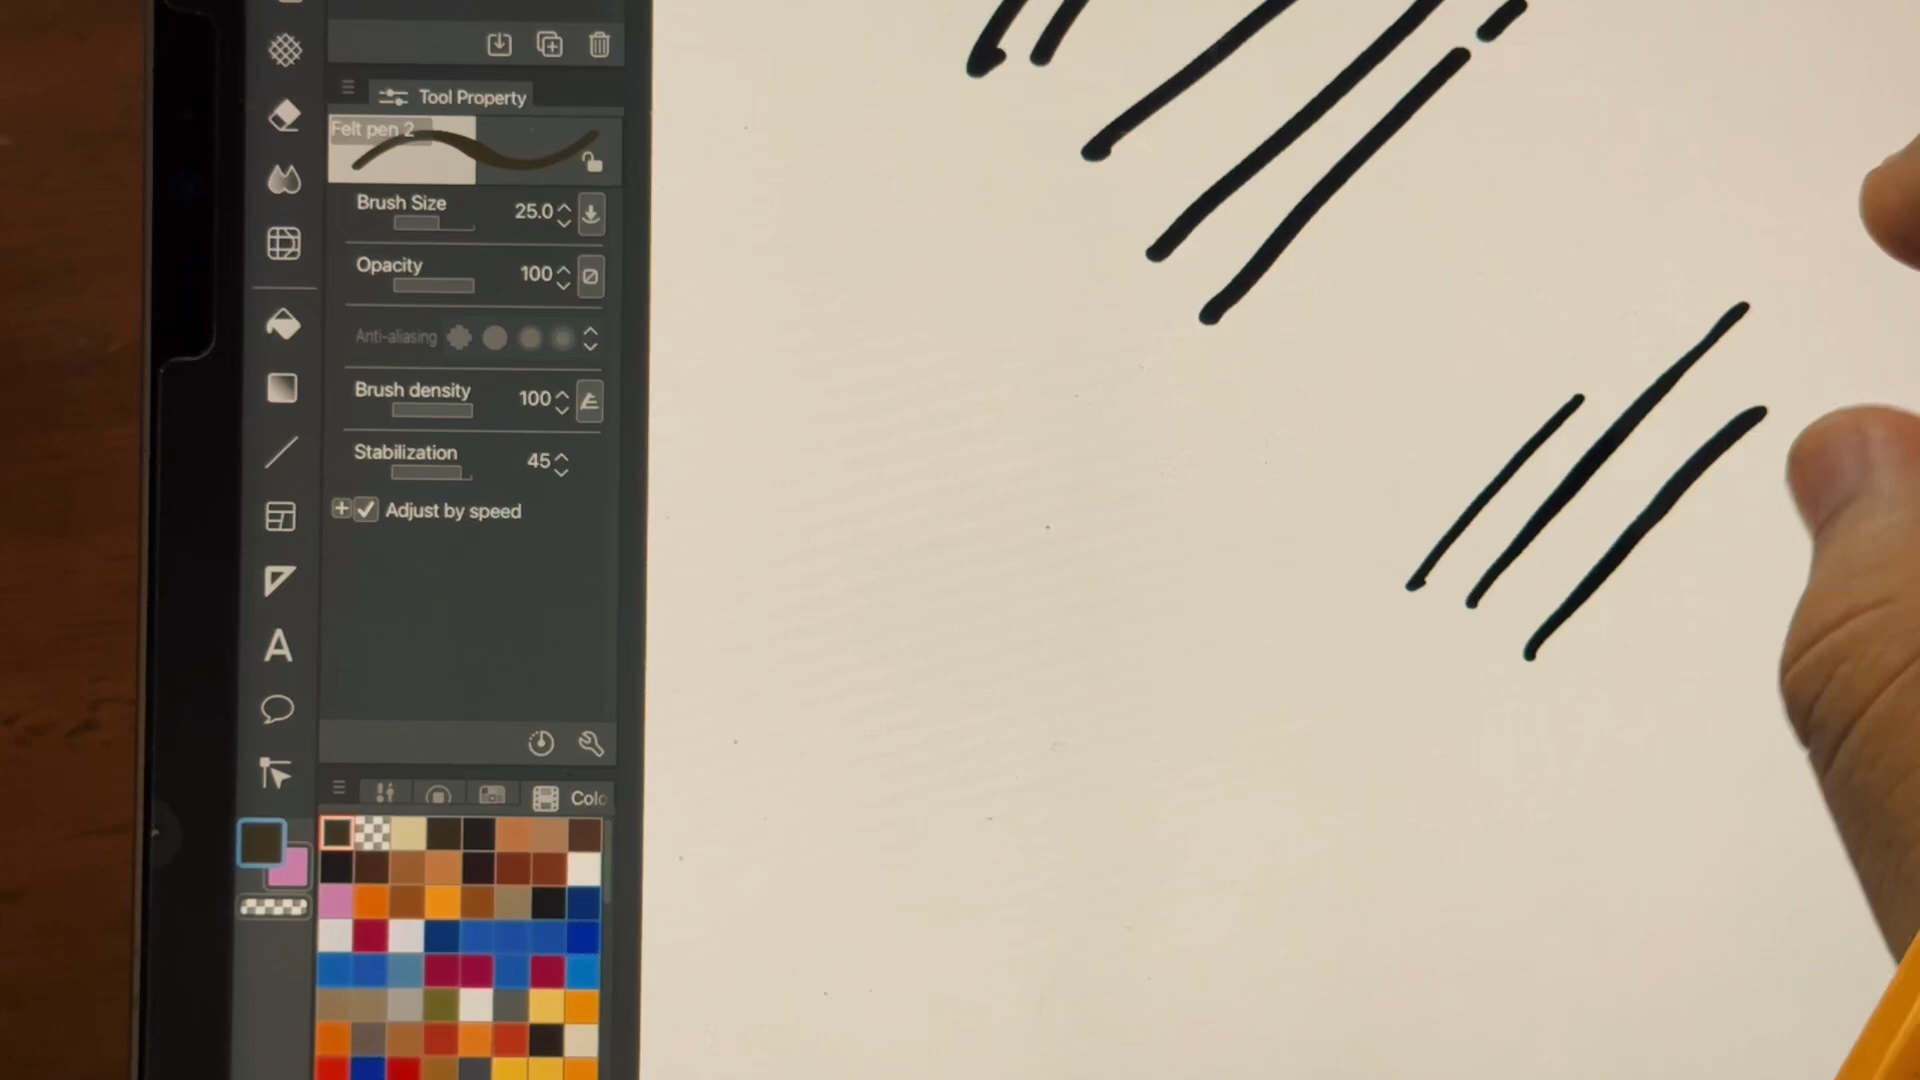 Tool Property
Felt pen 2
Brush Size 25.0
Opacity 100
Anti-aliasing
Brush density 100
Stabilization 45
Adjust by speed
A
Colo